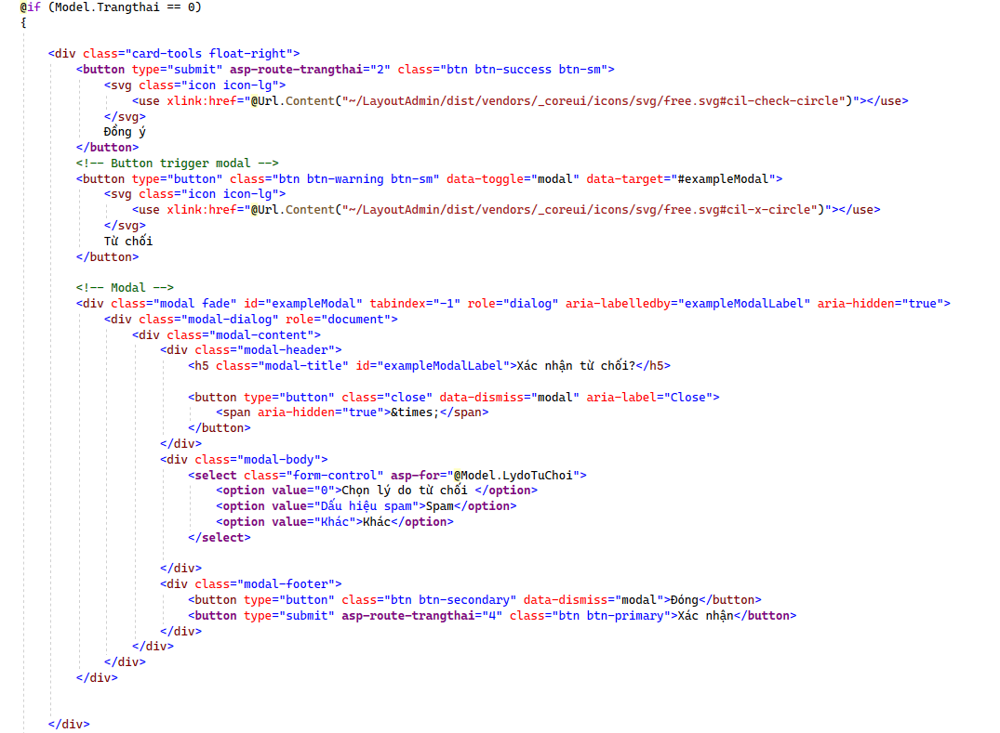 @if (Model.Trangthai == 0)
{
<div class="card-tools float-right">
<button type="submit" asp-route-trangthai="2" class="btn btn-success btn-sm">
<svg class="icon icon-lg">
<use xlink:href="@Url.Content("~/LayoutAdmin/dist/vendors/_coreui/icons/svg/free.svg#cil-check-circle")"></use>
</svg>
Đồng ý
</button>
<!-- Button trigger modal -->
<button type="button" class="btn btn-warning btn-sm" data-toggle="modal" data-target="#exampleModal">
<svg class="icon icon-lg">
<use xlink:href="@Url.Content("~/LayoutAdmin/dist/vendors/_coreui/icons/svg/free.svg#cil-x-circle")"></use>
</svg>
Từ chối
</button>
<!-- Modal -->
<div class="modal fade" id="exampleModal" tabindex="-1" role="dialog" aria-labelledby="exampleModalLabel" aria-hidden="true">
<div class="modal-dialog" role="document">
<div class="modal-content">
<div class="modal-header">
<h5 class="modal-title" id="exampleModalLabel">Xác nhận từ chối?</h5>
<button type="button" class="close" data-dismiss="modal" aria-label="Close">
<span aria-hidden="true">&times;</span>
</button>
</div>
<div class="modal-body">
<select class="form-control" asp-for="@Model.LydoTuChoi">
<option value="0">Chọn lý do từ chối </option>
<option value="Dấu hiệu spam">Spam</option>
<option value="Khác">Khác</option>
</select>
</div>
<div class="modal-footer">
<button type="button" class="btn btn-secondary" data-dismiss="modal">Đóng</button>
<button type="submit" asp-route-trangthai="4" class="btn btn-primary">Xác nhận</button>
</div>
</div>
</div>
</div>
</div>